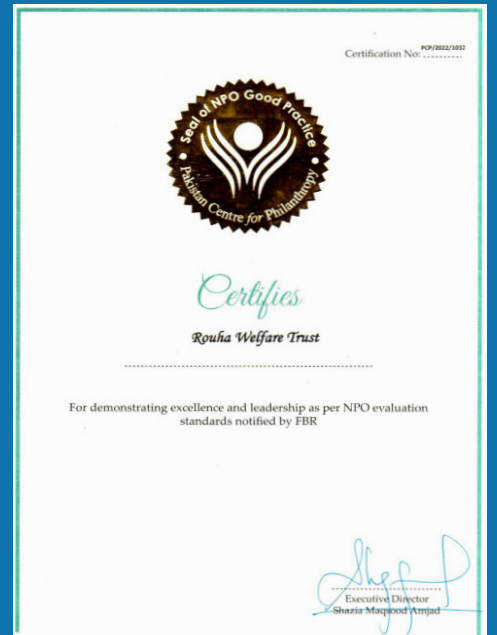 Certification No: PCP/2022/1032
Seal of NPO Good Practice
Pakistan Centre for Philanthropy
Certifies
Rouha Welfare Trust
For demonstrating excellence and leadership as per NPO evaluation
standards notified by FBR
Executive Director
Shazia Maqsood Amjad